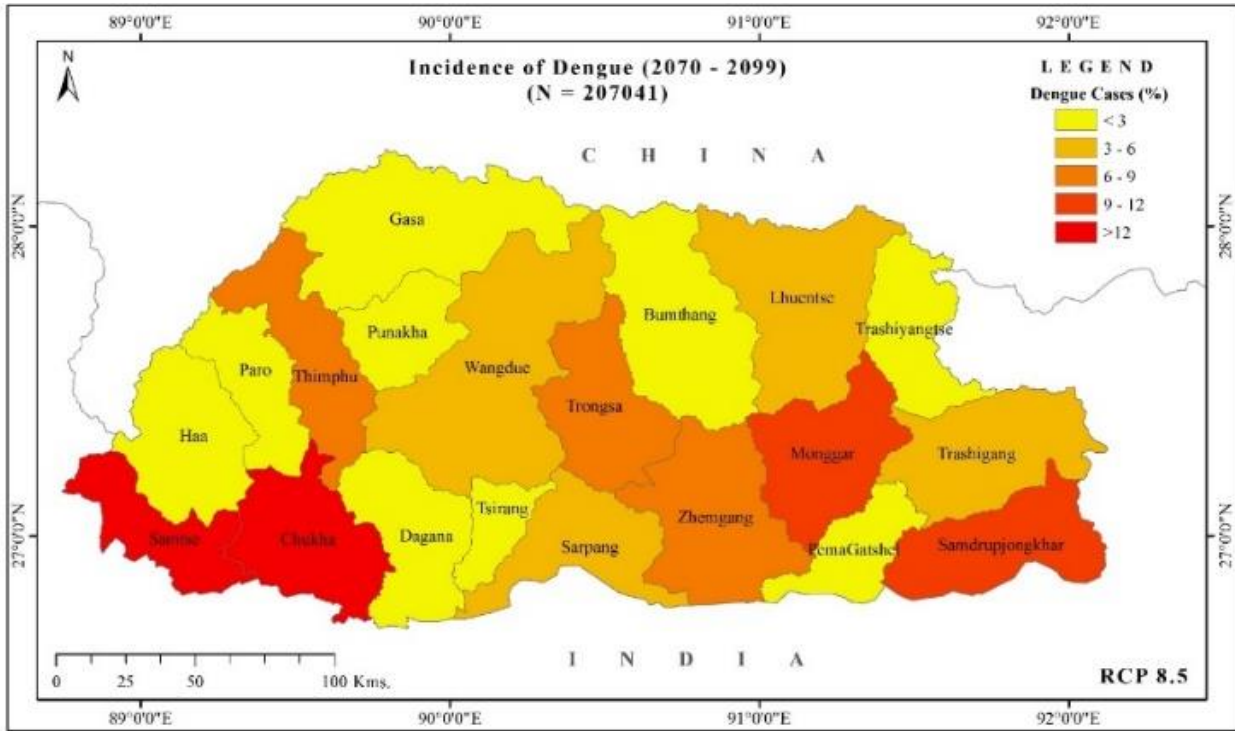 89°0'0"E 90°0'0"E 91°0'0"E 92°0'0"E
N
Incidence of Dengue (2070 - 2099)
(N = 207041)
LEGEND
Dengue Cases (‰)
< 3
3 - 6
6 - 9
9 - 12
>12
CHINA
28°0'0"N
28°0'0"N
Gasa
Bumthang
Lhuentse
Trashiyangtse
Punakha
Paro
Thimphu
Wangdue
Trongsa
Haa
Monggar
Trashigang
Samtse
Chukha
Dagana
Tsirang
Sarpang
Zhemgang
PemaGatshel
Samdrupjongkhar
27°0'0"N
27°0'0"N
INDIA
0 25 50 100 Kms.
RCP 8.5
89°0'0"E 90°0'0"E 91°0'0"E 92°0'0"E